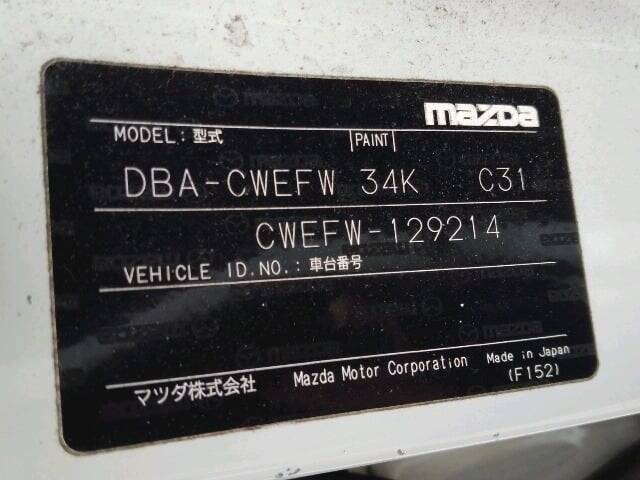 mazda
MODEL: 型式 PAINT
DBA-CWEFW 34K C31
CWEFW-129214
VEHICLE ID.NO.: 車台番号
マツダ株式会社 Mazda Motor Corporation Made in Japan
(F152)